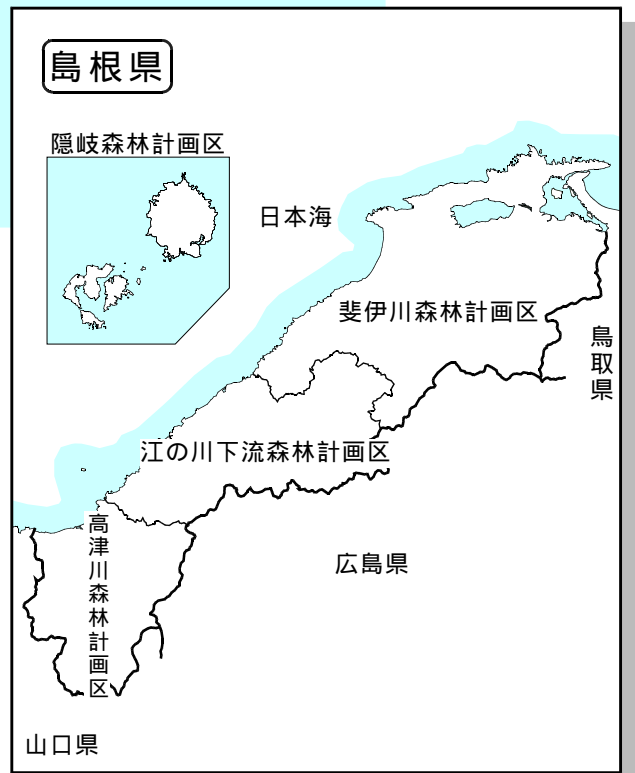 島根県
隠岐森林計画区
日本海
斐伊川森林計画区
鳥取県
江の川下流森林計画区
高津川森林計画区
広島県
山口県